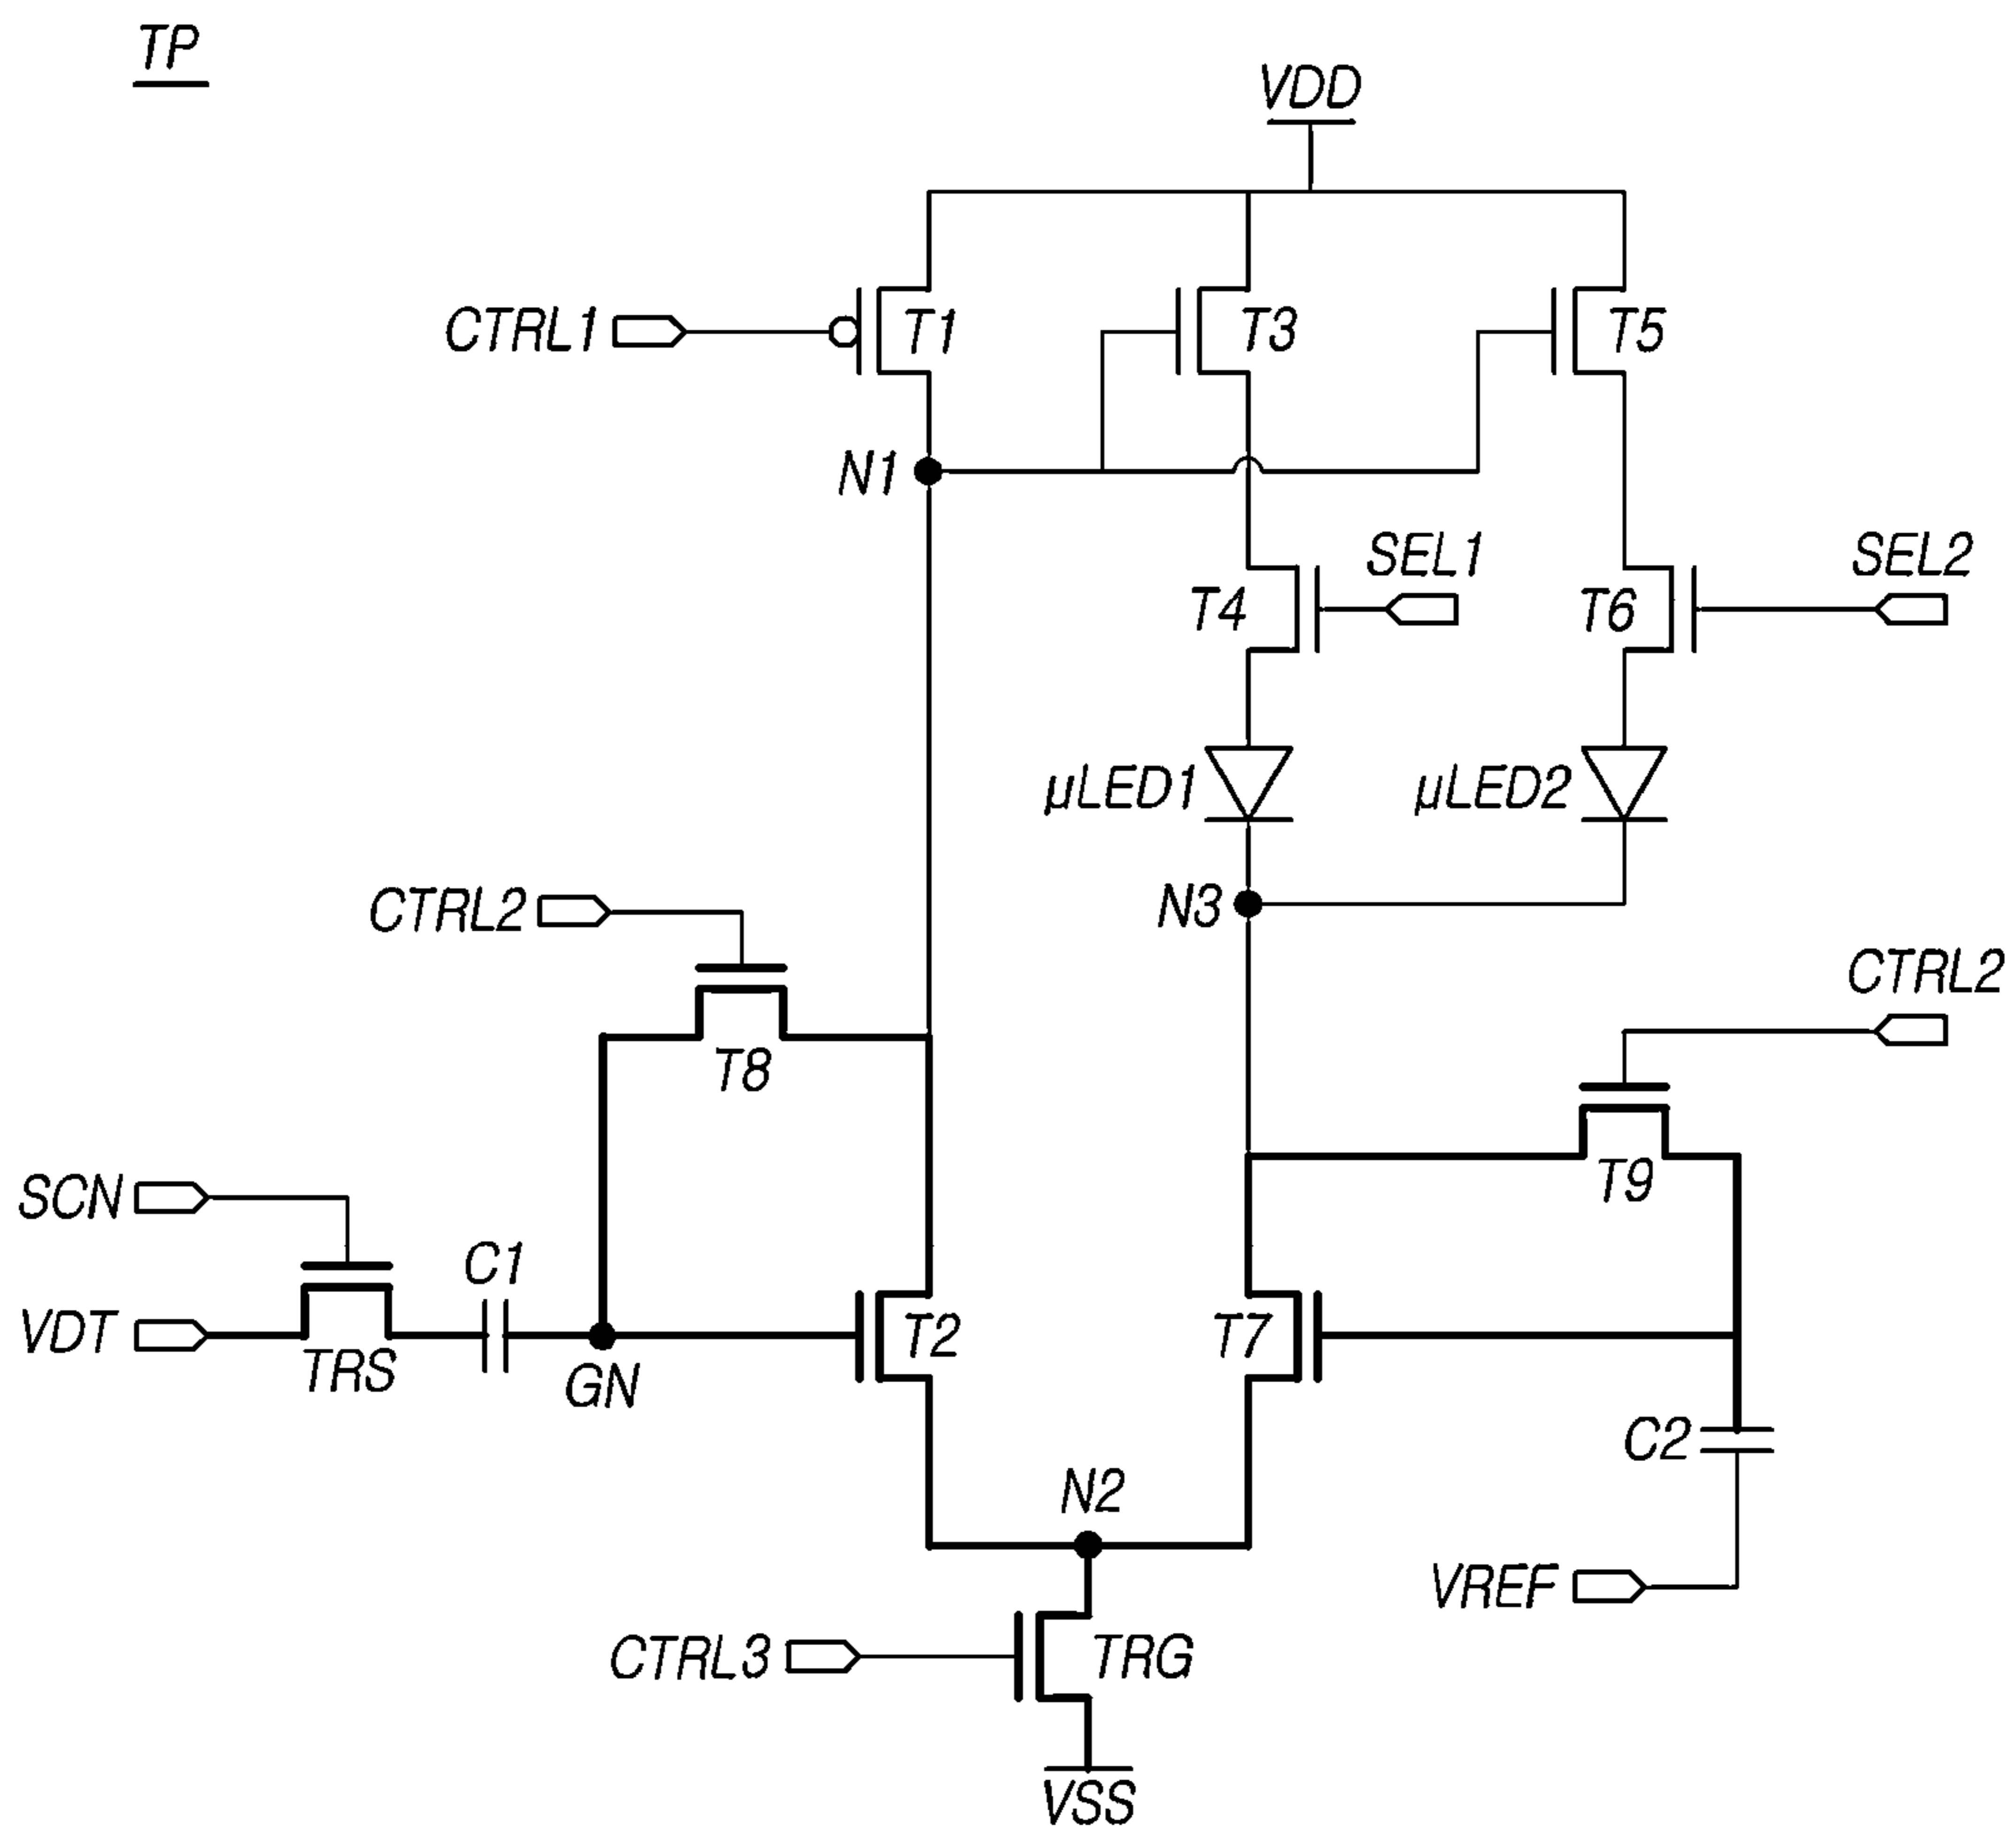 TP
VDD
CTRL1
T1
T3
T5
N1
SEL1
SEL2
T4
T6
μLED1
μLED2
CTRL2
N3
CTRL2
T8
T9
SCN
C1
VDT
TRS
GN
T2
T7
C2
N2
VREF
CTRL3
TRG
VSS